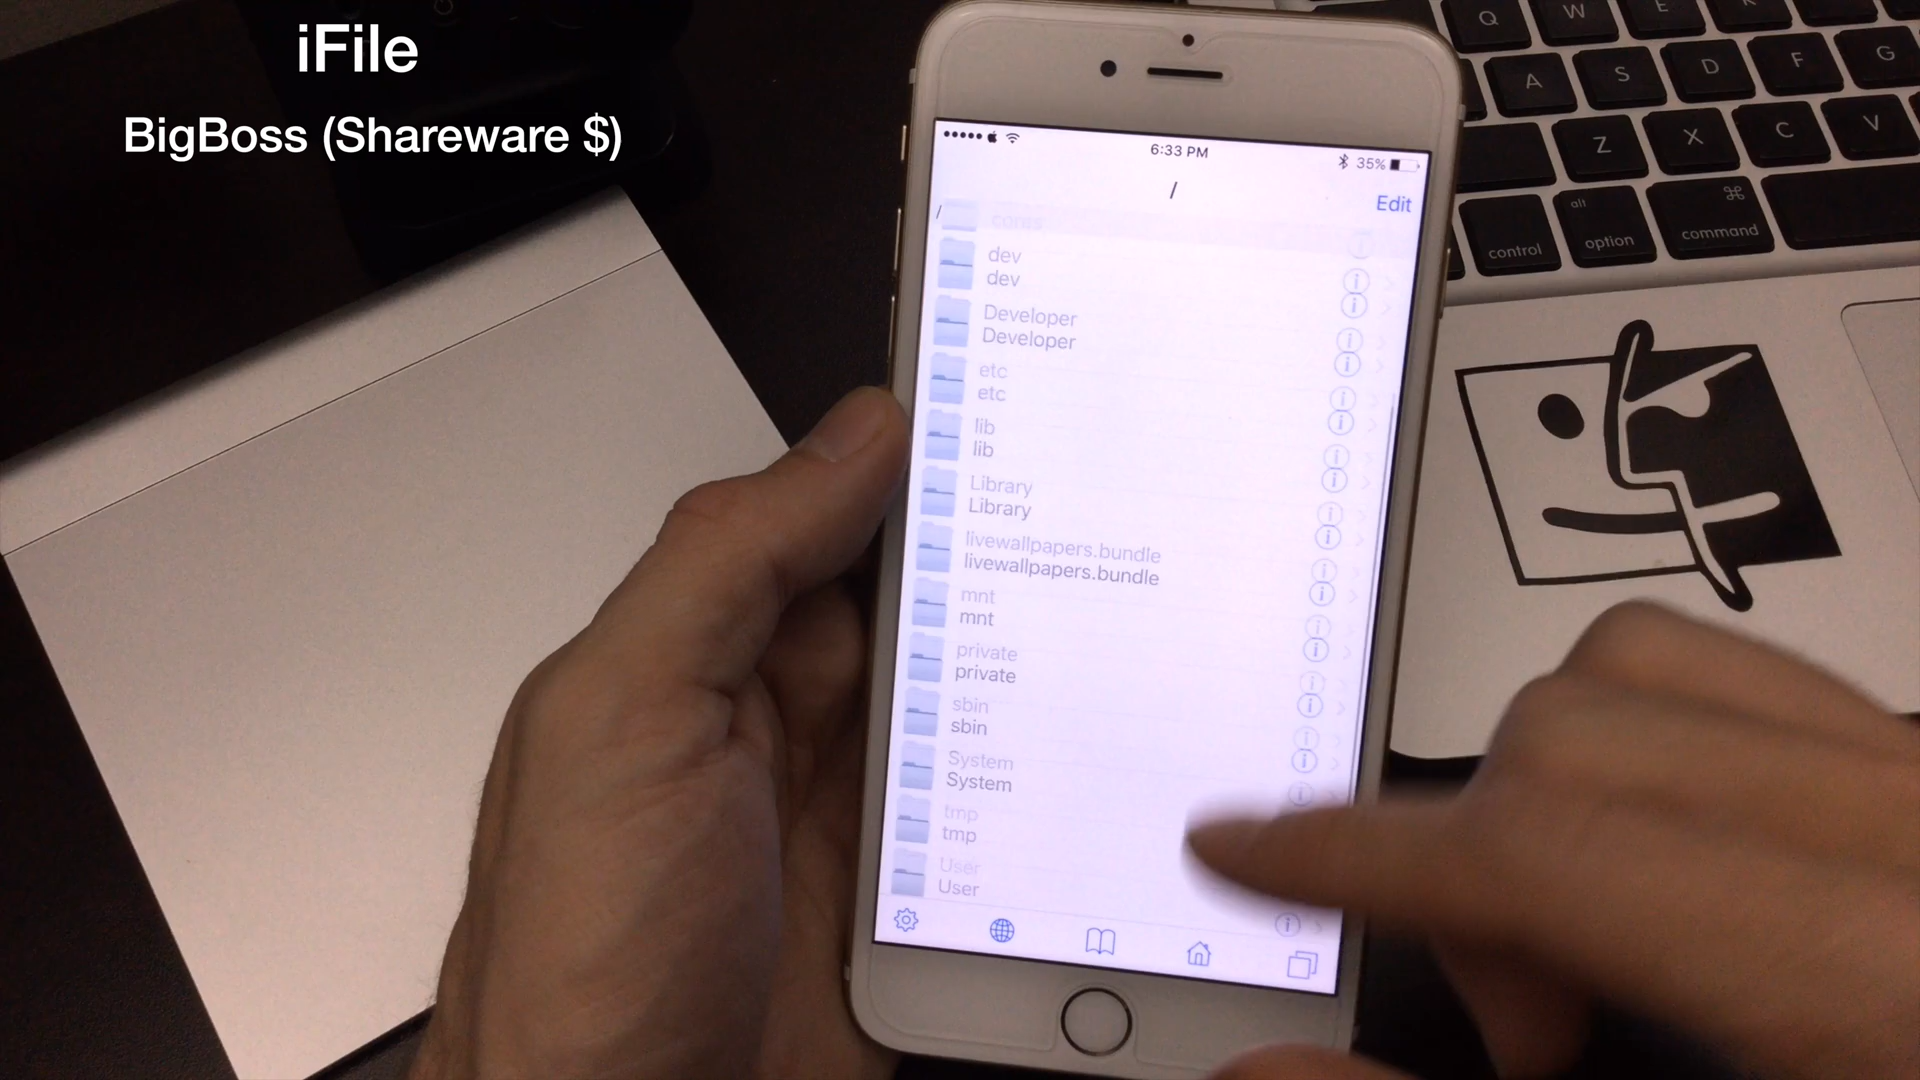 iFile
BigBoss (Shareware $)
6:33 PM
35%
/
Edit
/
dev
dev
Developer
Developer
etc
etc
lib
lib
Library
Library
livewallpapers.bundle
livewallpapers.bundle
mnt
mnt
private
private
sbin
sbin
System
System
tmp
tmp
User
User
Q
W
E
A
S
D
F
G
Z
X
C
V
control
alt
option
⌘
command